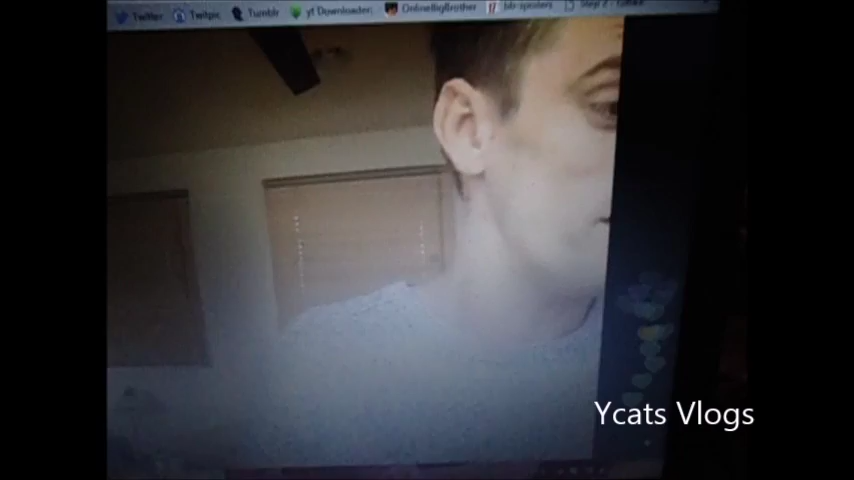 Twitter Twitpic Tumblr yt Downloader; OnlineBigBrother bb-spoilers
Ycats Vlogs